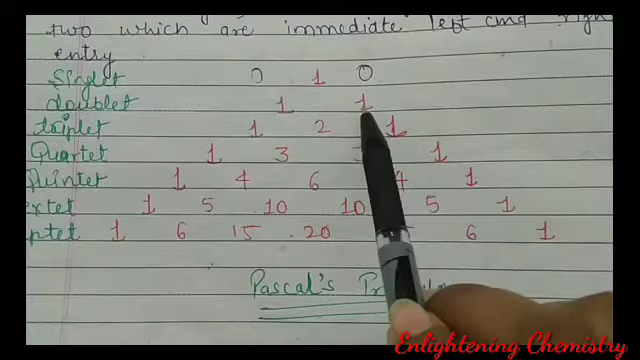 two which are immediate left and
entry
Singlet 0 1 0
doublet 1 1
triplet 1 2 1
Quartet 1 3 1
uintet 1 4 6 4 1
extet 1 5 10 10 5 1
ptet 1 6 15 20 6 1
Pascal's
Enlightening Chemistry